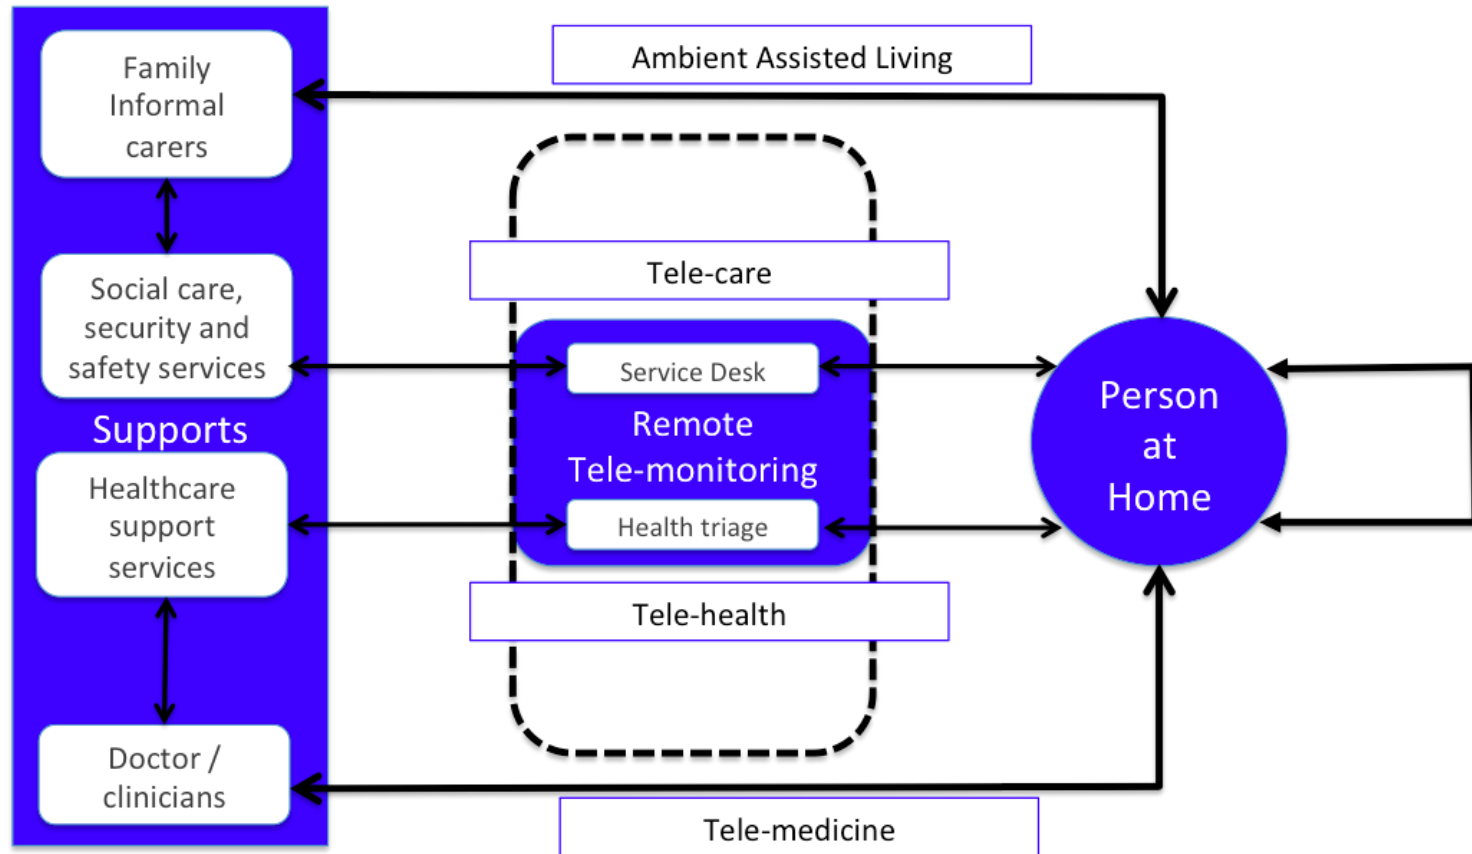 Family
Informal
carers
Ambient Assisted Living
Social care,
security and
safety services
Tele-care
Service Desk
Supports
Remote
Tele-monitoring
Person
at
Home
Healthcare
support
services
Health triage
Tele-health
Doctor /
clinicians
Tele-medicine